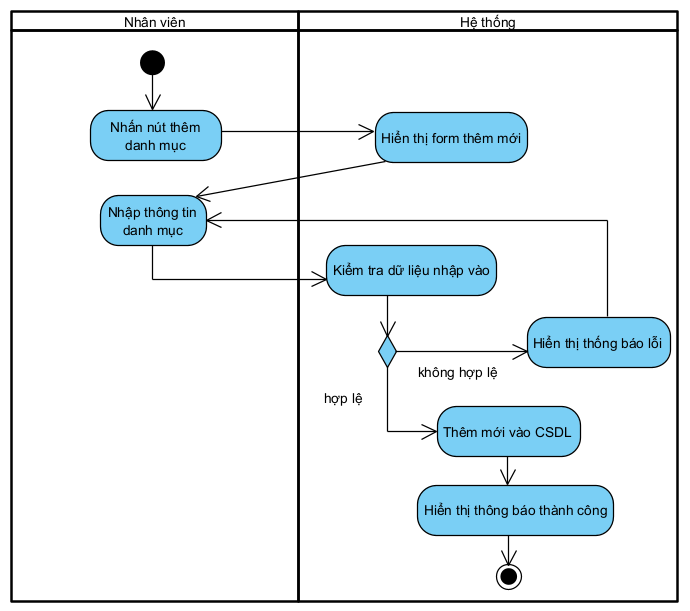 Nhân viên
Hệ thống
Nhấn nút thêm
danh mục
Hiển thị form thêm mới
Nhập thông tin
danh mục
Kiểm tra dữ liệu nhập vào
Hiển thị thống báo lỗi
không hợp lệ
hợp lệ
Thêm mới vào CSDL
Hiển thị thông báo thành công